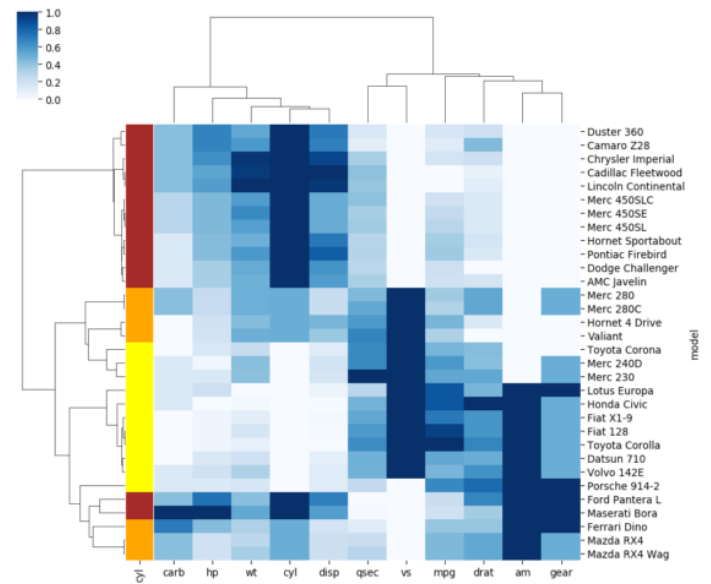 1.0
0.8
0.6
0.4
0.2
0.0
Duster 360
Camaro Z28
Chrysler Imperial
Cadillac Fleetwood
Lincoln Continental
Merc 450SLC
Merc 450SE
Merc 450SL
Hornet Sportabout
Pontiac Firebird
Dodge Challenger
AMC Javelin
Merc 280
Merc 280C
Hornet 4 Drive
Valiant
Toyota Corona
Merc 240D
Merc 230
Lotus Europa
Honda Civic
Fiat X1-9
Fiat 128
Toyota Corolla
Datsun 710
Volvo 142E
Porsche 914-2
Ford Pantera L
Maserati Bora
Ferrari Dino
Mazda RX4
Mazda RX4 Wag
model
cyl carb hp wt cyl disp qsec vs mpg drat am gear